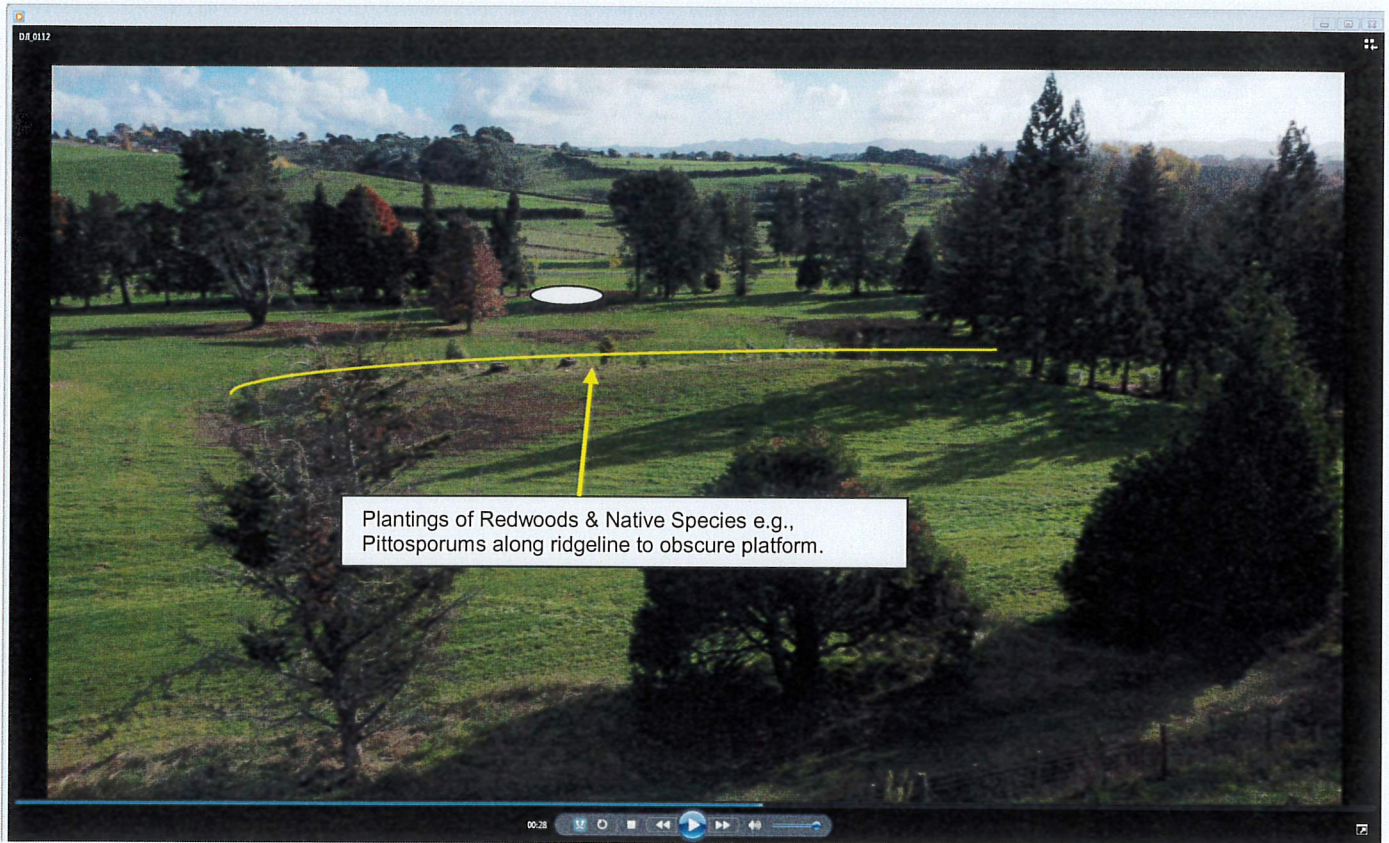 DJI_0112
Plantings of Redwoods & Native Species e.g.,
Pittosporums along ridgeline to obscure platform.
00:28